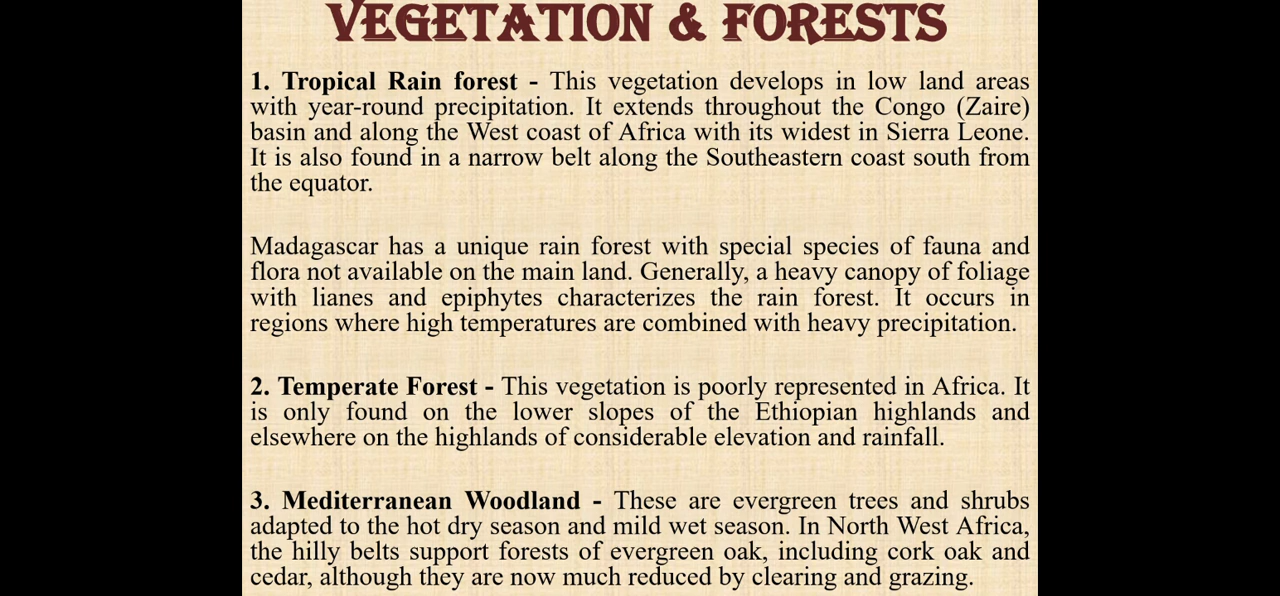 VEGETATION & FORESTS
1. Tropical Rain forest - This vegetation develops in low land areas
with year-round precipitation. It extends throughout the Congo (Zaire)
basin and along the West coast of Africa with its widest in Sierra Leone.
It is also found in a narrow belt along the Southeastern coast south from
the equator.
Madagascar has a unique rain forest with special species of fauna and
flora not available on the main land. Generally, a heavy canopy of foliage
with lianes and epiphytes characterizes the rain forest. It occurs in
regions where high temperatures are combined with heavy precipitation.
2. Temperate Forest - This vegetation is poorly represented in Africa. It
is only found on the lower slopes of the Ethiopian highlands and
elsewhere on the highlands of considerable elevation and rainfall.
3. Mediterranean Woodland - These are evergreen trees and shrubs
adapted to the hot dry season and mild wet season. In North West Africa,
the hilly belts support forests of evergreen oak, including cork oak and
cedar, although they are now much reduced by clearing and grazing.